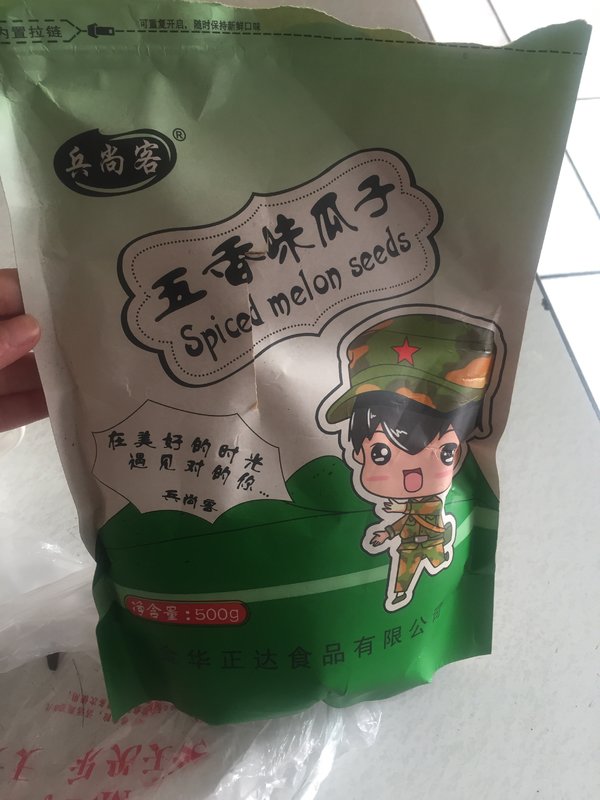 内置拉链
可重复开启，随时保持新鲜口味
兵尚客®
五香味瓜子
Spiced melon seeds
在美好的时光
遇见对的你…
兵尚客
净含量：500g
金华正达食品有限公司